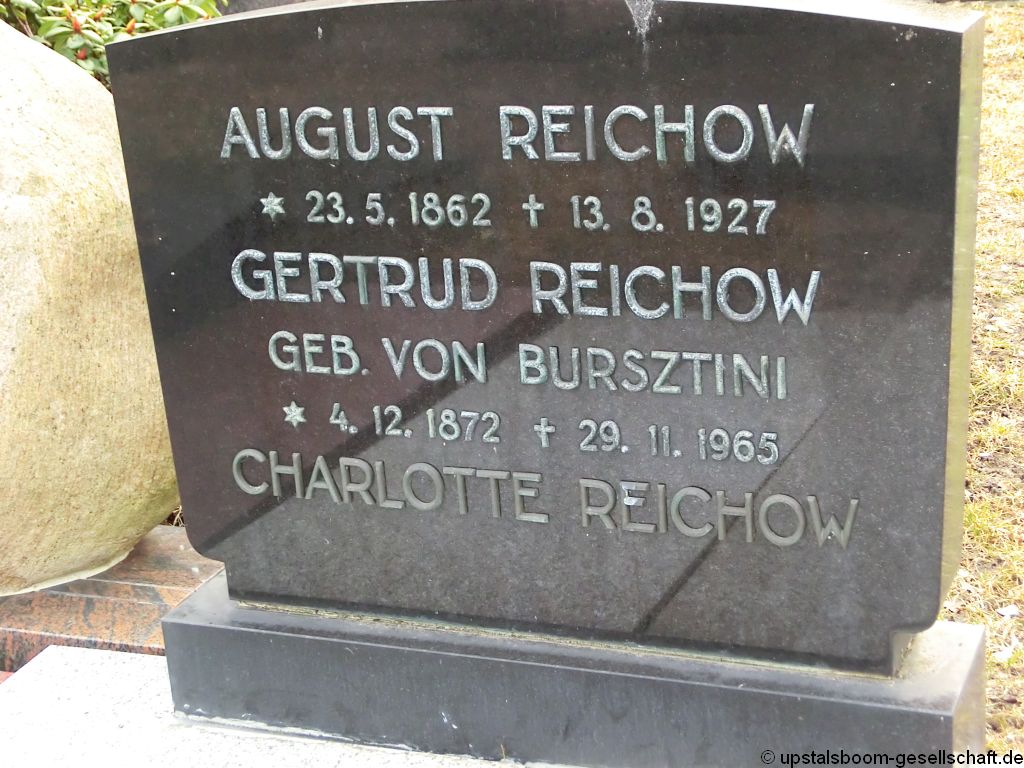 AUGUST REICHOW
* 23. 5. 1862 † 13. 8. 1927
GERTRUD REICHOW
GEB. VON BURSZTINI
* 4. 12. 1872 † 29. 11. 1965
CHARLOTTE REICHOW
© upstalsboom-gesellschaft.de